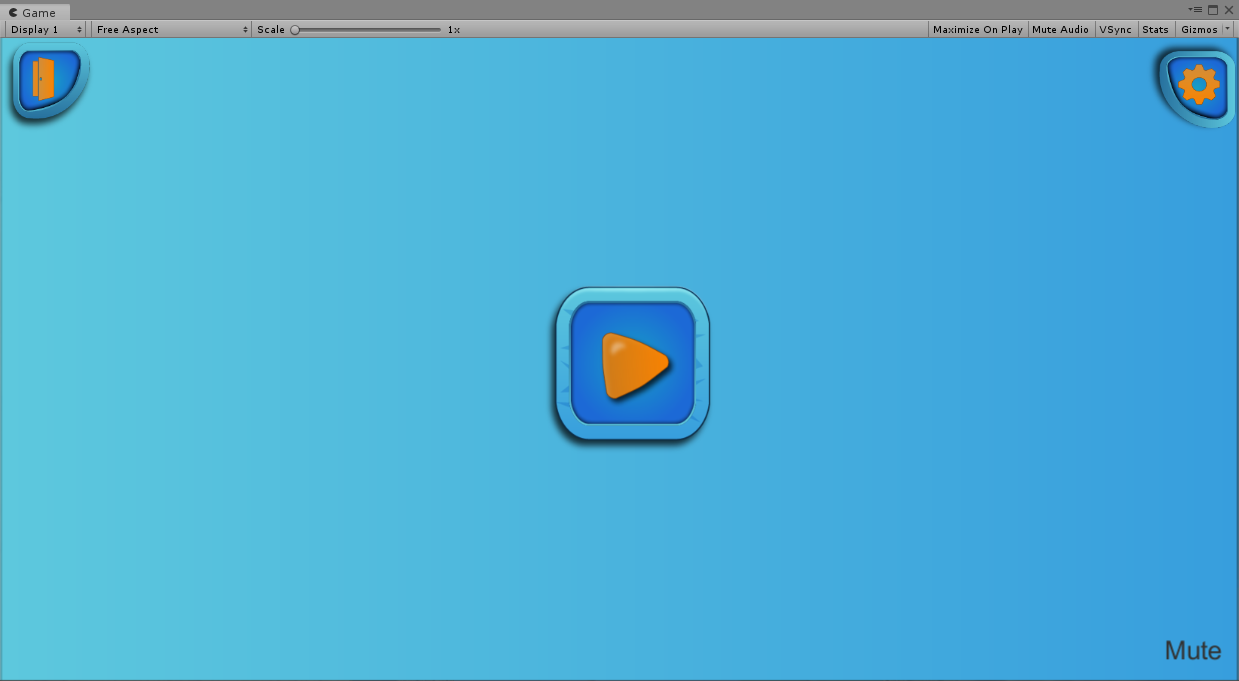 Game
Display 1 Free Aspect Scale 1x Maximize On Play Mute Audio VSync Stats Gizmos
Mute